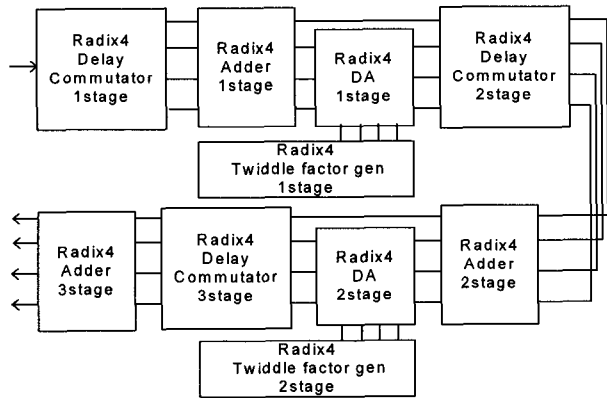 Radix4
Delay
Commutator
1stage
Radix4
Adder
1stage
Radix4
DA
1stage
Radix4
Delay
Commutator
2stage
Radix4
Twiddle factor gen
1stage
Radix4
Adder
3stage
Radix4
Delay
Commutator
3stage
Radix4
DA
2stage
Radix4
Adder
2stage
Radix4
Twiddle factor gen
2stage